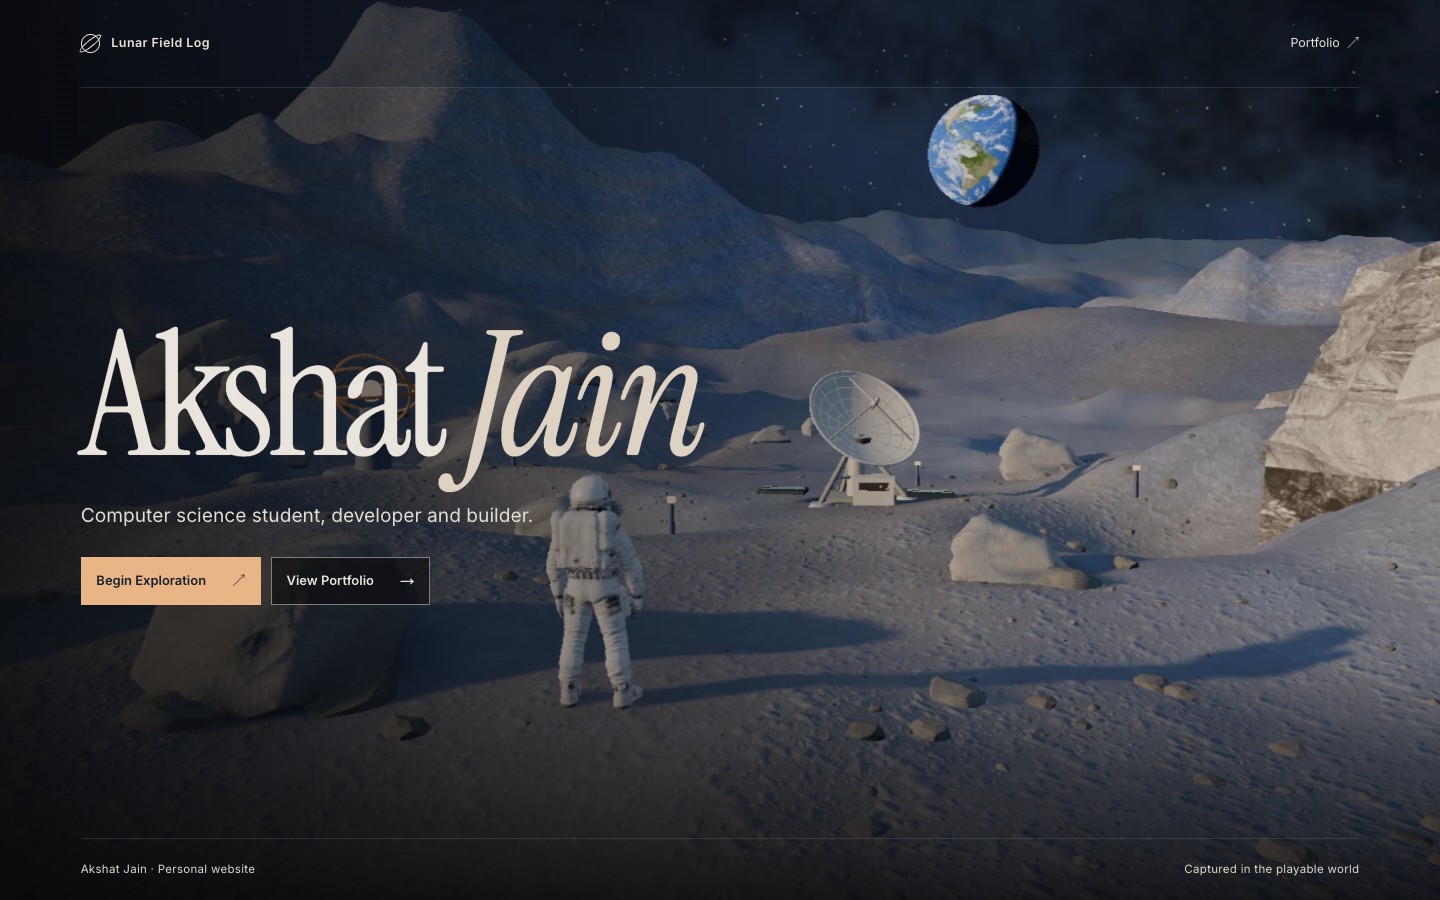 Lunar Field Log
Portfolio ↗
Akshat Jain
Computer science student, developer and builder.
Begin Exploration ↗
View Portfolio →
Akshat Jain · Personal website
Captured in the playable world